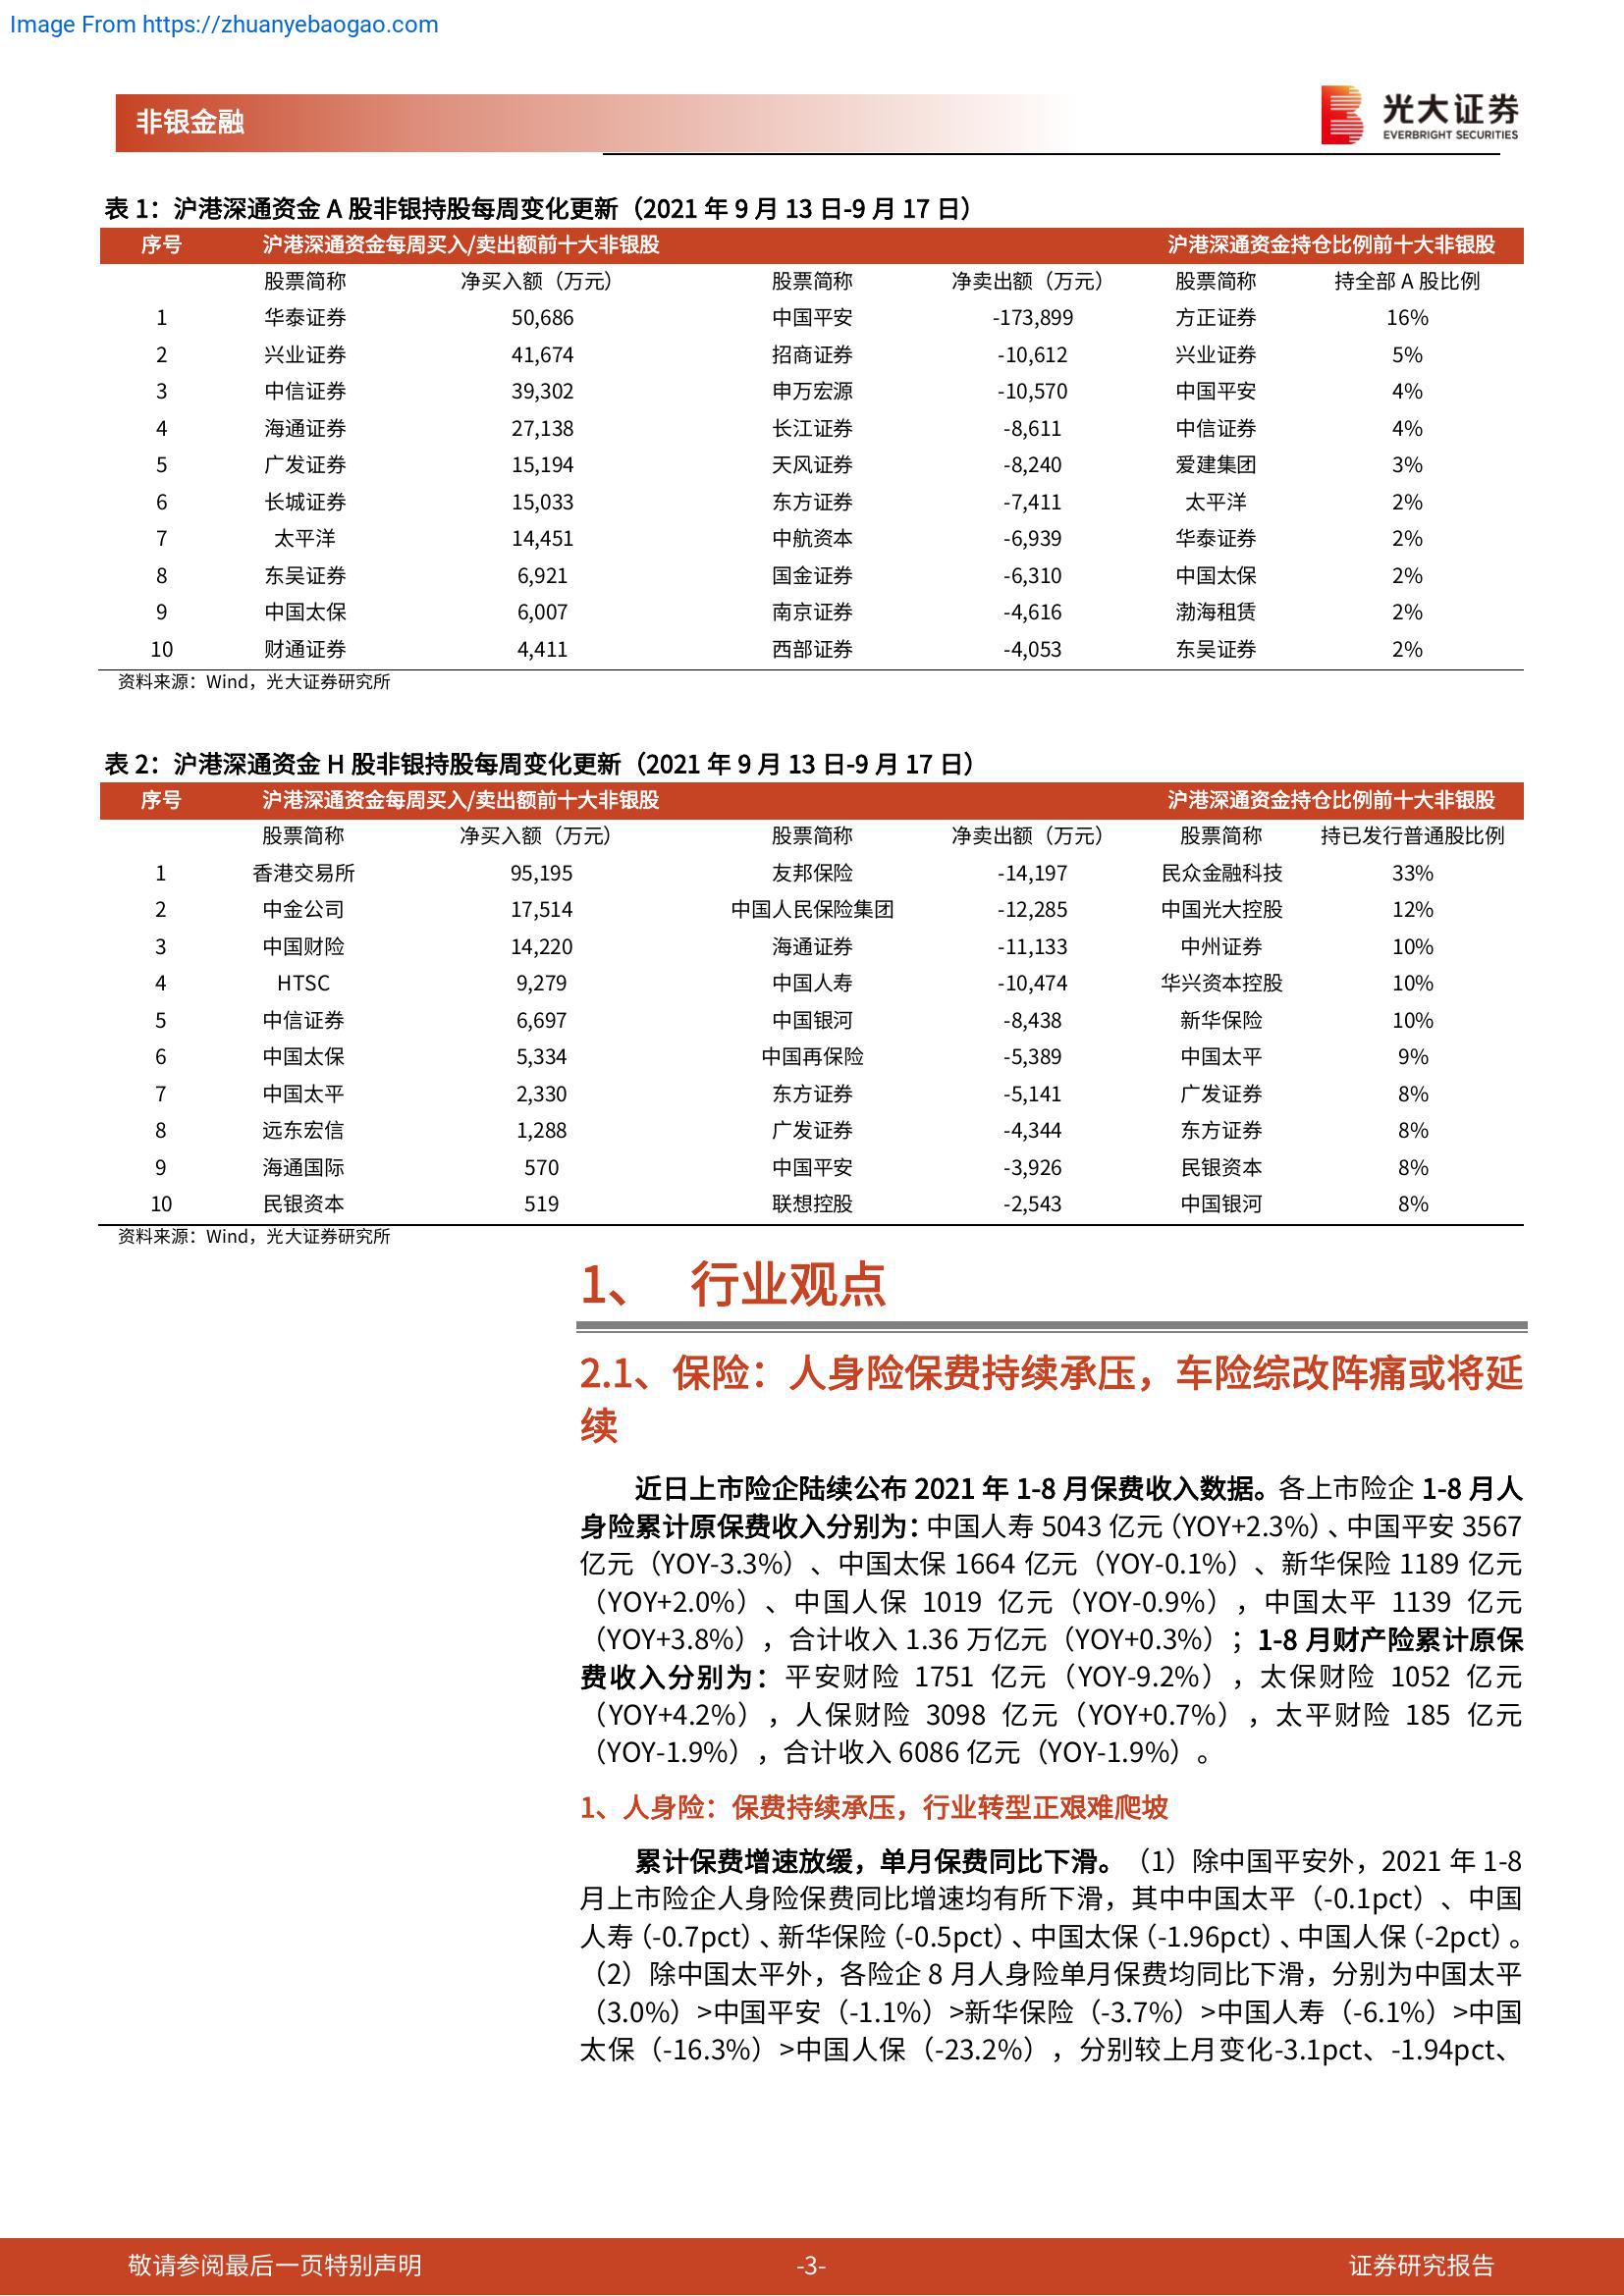 Image From https://zhuanyebaogao.com
非银金融
光大证券
EVERBRIGHT SECURITIES
表 1：沪港深通资金 A 股非银持股每周变化更新（2021 年 9 月 13 日-9 月 17 日）
序号 沪港深通资金每周买入/卖出额前十大非银股 沪港深通资金持仓比例前十大非银股
股票简称 净买入额（万元） 股票简称 净卖出额（万元） 股票简称 持全部 A 股比例
1 华泰证券 50,686 中国平安 -173,899 方正证券 16%
2 兴业证券 41,674 招商证券 -10,612 兴业证券 5%
3 中信证券 39,302 申万宏源 -10,570 中国平安 4%
4 海通证券 27,138 长江证券 -8,611 中信证券 4%
5 广发证券 15,194 天风证券 -8,240 爱建集团 3%
6 长城证券 15,033 东方证券 -7,411 太平洋 2%
7 太平洋 14,451 中航资本 -6,939 华泰证券 2%
8 东吴证券 6,921 国金证券 -6,310 中国太保 2%
9 中国太保 6,007 南京证券 -4,616 渤海租赁 2%
10 财通证券 4,411 西部证券 -4,053 东吴证券 2%
资料来源：Wind，光大证券研究所
表 2：沪港深通资金 H 股非银持股每周变化更新（2021 年 9 月 13 日-9 月 17 日）
序号 沪港深通资金每周买入/卖出额前十大非银股 沪港深通资金持仓比例前十大非银股
股票简称 净买入额（万元） 股票简称 净卖出额（万元） 股票简称 持已发行普通股比例
1 香港交易所 95,195 友邦保险 -14,197 民众金融科技 33%
2 中金公司 17,514 中国人民保险集团 -12,285 中国光大控股 12%
3 中国财险 14,220 海通证券 -11,133 中州证券 10%
4 HTSC 9,279 中国人寿 -10,474 华兴资本控股 10%
5 中信证券 6,697 中国银河 -8,438 新华保险 10%
6 中国太保 5,334 中国再保险 -5,389 中国太平 9%
7 中国太平 2,330 东方证券 -5,141 广发证券 8%
8 远东宏信 1,288 广发证券 -4,344 东方证券 8%
9 海通国际 570 中国平安 -3,926 民银资本 8%
10 民银资本 519 联想控股 -2,543 中国银河 8%
资料来源：Wind，光大证券研究所
1、 行业观点
2.1、保险：人身险保费持续承压，车险综改阵痛或将延
续
近日上市险企陆续公布 2021 年 1-8 月保费收入数据。各上市险企 1-8 月人
身险累计原保费收入分别为：中国人寿 5043 亿元（YOY+2.3%）、中国平安 3567
亿元（YOY-3.3%）、中国太保 1664 亿元（YOY-0.1%）、新华保险 1189 亿元
（YOY+2.0%）、中国人保 1019 亿元（YOY-0.9%），中国太平 1139 亿元
（YOY+3.8%），合计收入 1.36 万亿元（YOY+0.3%）；1-8 月财产险累计原保
费收入分别为：平安财险 1751 亿元（YOY-9.2%），太保财险 1052 亿元
（YOY+4.2%），人保财险 3098 亿元（YOY+0.7%），太平财险 185 亿元
（YOY-1.9%），合计收入 6086 亿元（YOY-1.9%）。
1、人身险：保费持续承压，行业转型正艰难爬坡
累计保费增速放缓，单月保费同比下滑。（1）除中国平安外，2021 年 1-8
月上市险企人身险保费同比增速均有所下滑，其中中国太平（-0.1pct）、中国
人寿（-0.7pct）、新华保险（-0.5pct）、中国太保（-1.96pct）、中国人保（-2pct）。
（2）除中国太平外，各险企 8 月人身险单月保费均同比下滑，分别为中国太平
（3.0%）>中国平安（-1.1%）>新华保险（-3.7%）>中国人寿（-6.1%）>中国
太保（-16.3%）>中国人保（-23.2%），分别较上月变化-3.1pct、-1.94pct、
敬请参阅最后一页特别声明 -3- 证券研究报告